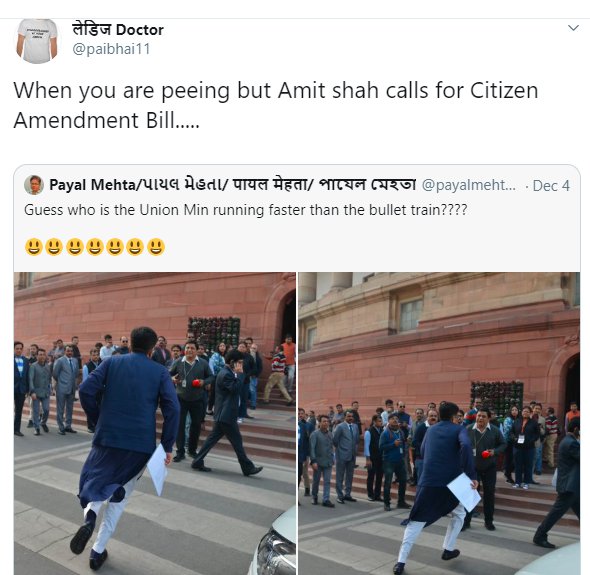 लेडिज Doctor
@paibhai11
When you are peeing but Amit shah calls for Citizen
Amendment Bill.....
Payal Mehta/પાયલ મેહતા/ पायल मेहता/ পাযেল মেহতা @payalmeht... · Dec 4
Guess who is the Union Min running faster than the bullet train????